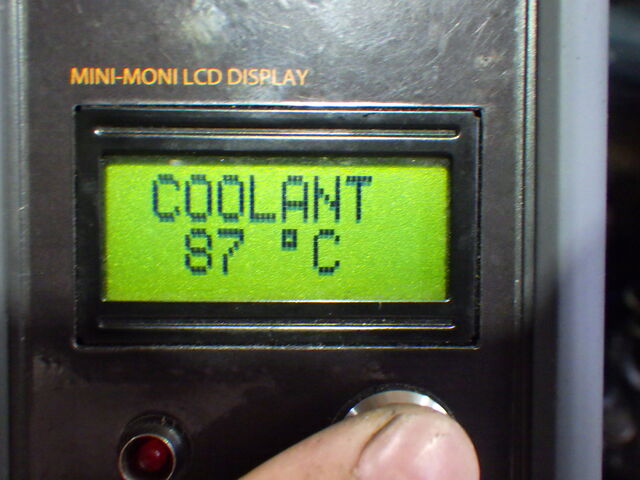 MINI-MONI LCD DISPLAY
COOLANT
87 °C